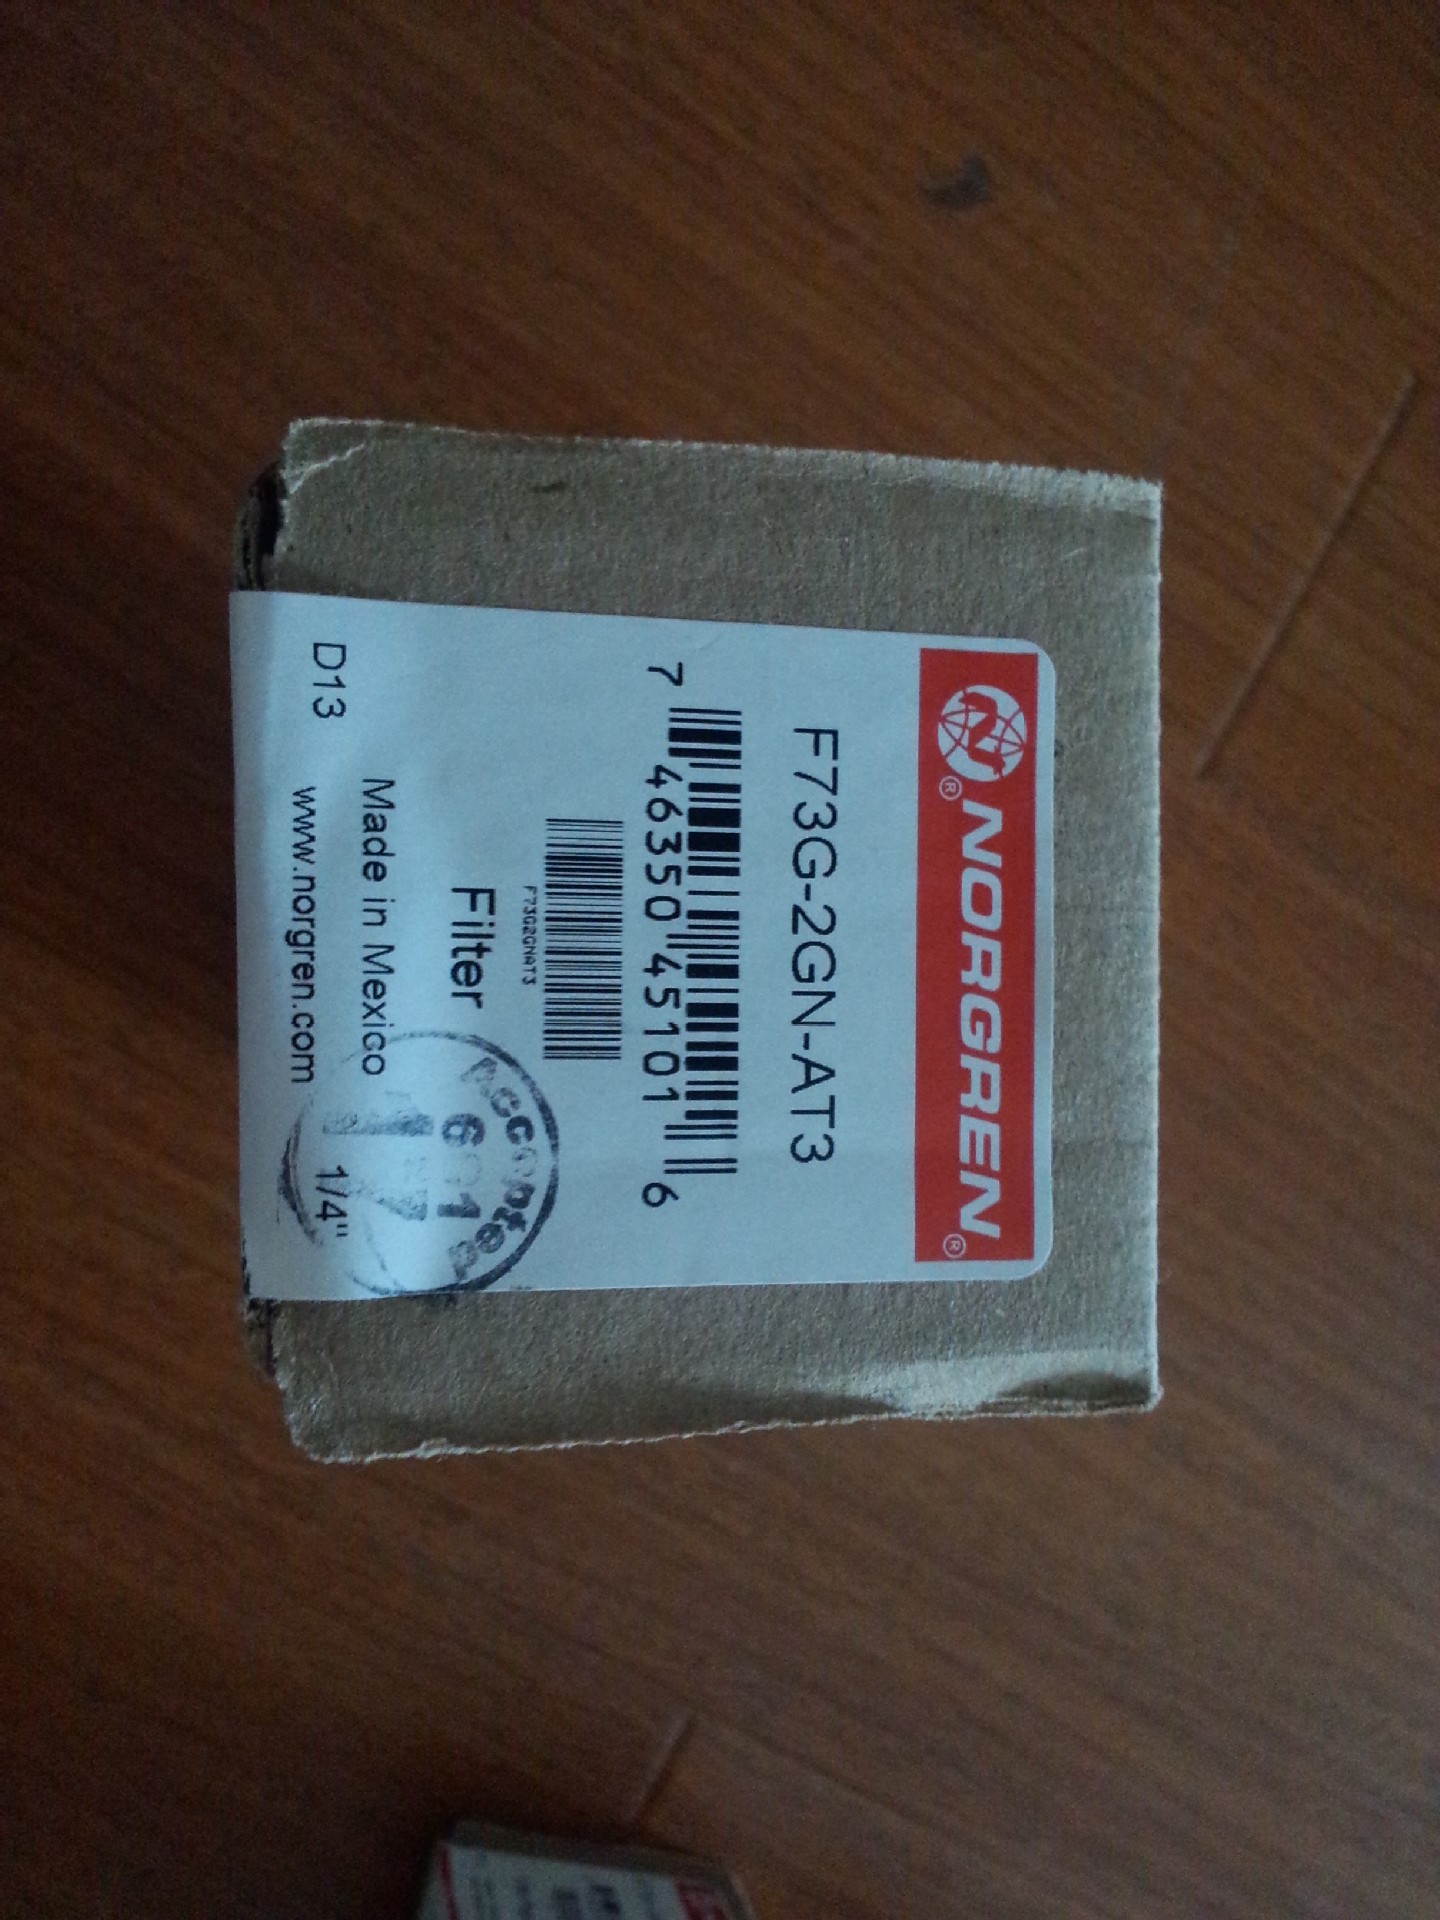 NORGREN®
F73G-2GN-AT3
7 46350 45101 6
F73G2GNAT3
Filter
Accepted
Made in Mexico
D13 www.norgren.com 1/4"